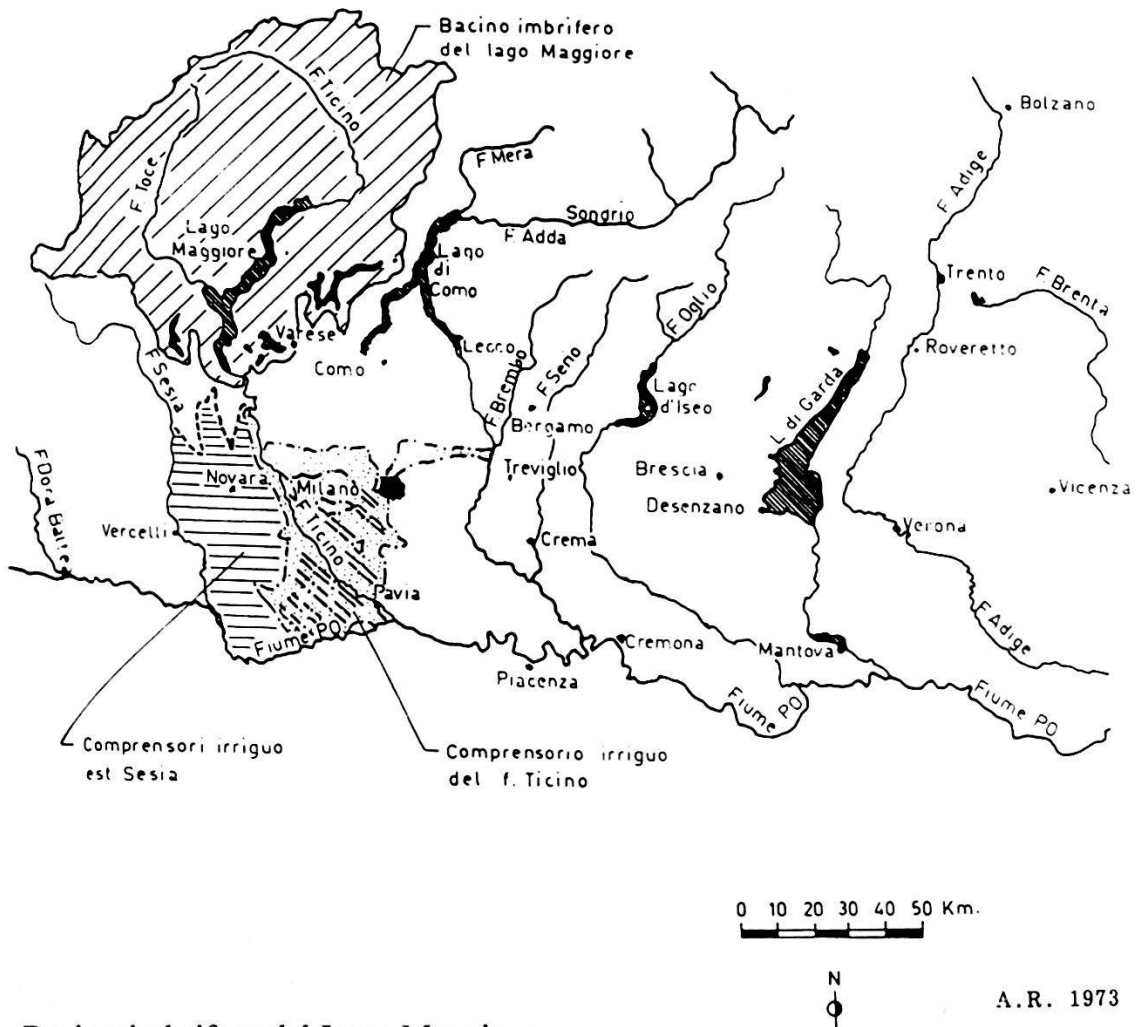 Bacino imbrifero
del lago Maggiore
F. Ticino
Bolzano
F. Mera
F. Adige
F. Toce
Sondrio
F. Adda
Lago
Maggiore
Lago
di
Como
Trento
F. Brenta
F. Oglio
Varese
Lecco
Roveretto
Como
F. Sesia
F. Brembo
F. Seno
L. di Garda
Lago
d'Iseo
Bergamo
Novara
Milano
Treviglio
Brescia
Vicenza
F. Dora Baltea
F. Ticino
Desenzano
Vercelli
Crema
Verona
Pavia
F. Adige
Fiume PO
Cremona
Mantova
Piacenza
Fiume PO
Fiume PO
Comprensori irriguo
est Sesia
Comprensorio irriguo
del f. Ticino
0 10 20 30 40 50 Km.
N
A.R. 1973